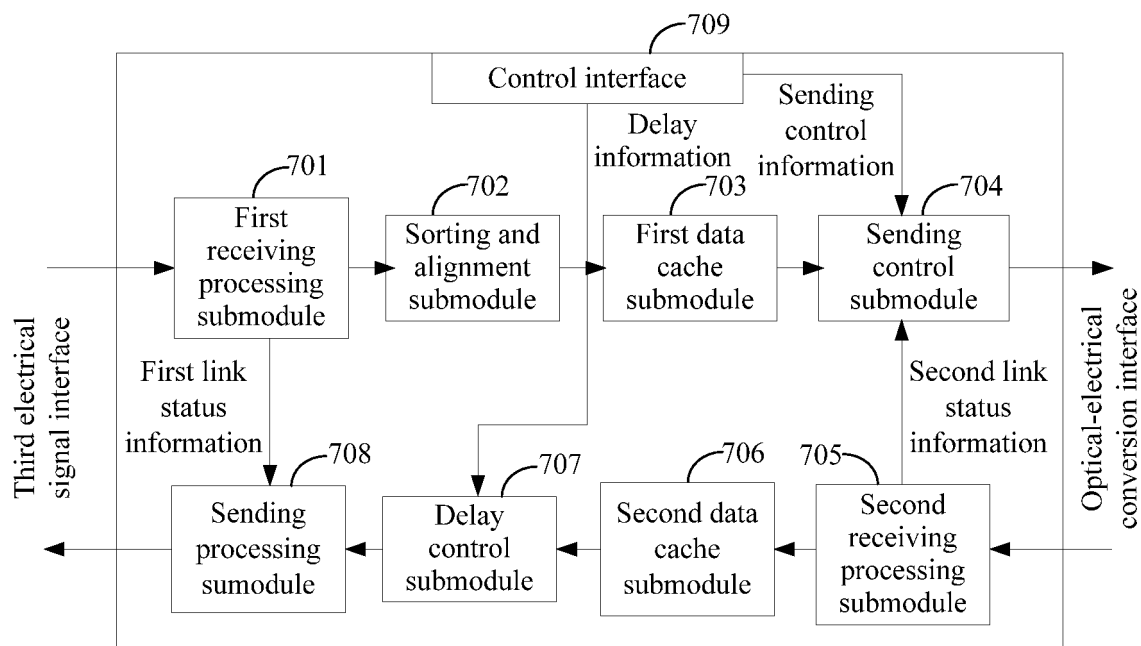 709
Control interface
Sending
control
information
Delay
information
701
702
703
704
First
receiving
processing
submodule
Sorting and
alignment
submodule
First data
cache
submodule
Sending
control
submodule
Third electrical
signal interface
First link
status
information
Second link
status
information
Optical-electrical
conversion interface
708
707
706
705
Sending
processing
sumodule
Delay
control
submodule
Second data
cache
submodule
Second
receiving
processing
submodule